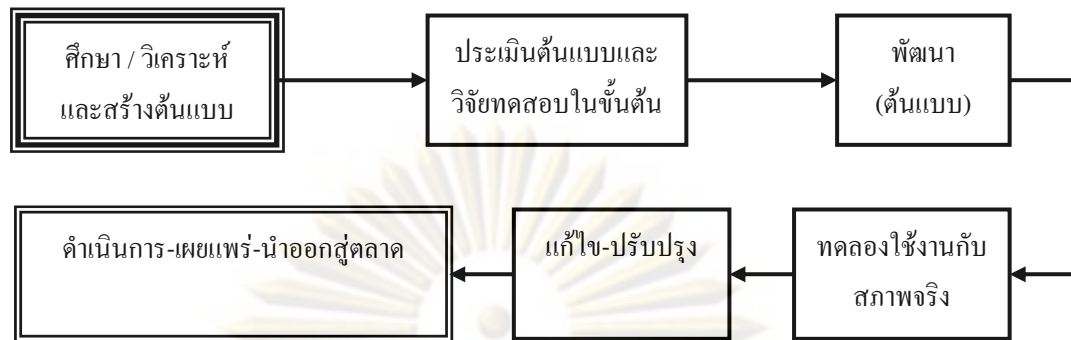 ศึกษา / วิเคราะห์
และสร้างต้นแบบ
ประเมินต้นแบบและ
วิจัยทดสอบในขั้นต้น
พัฒนา
(ต้นแบบ)
ทดลองใช้งานกับ
สภาพจริง
แก้ไข-ปรับปรุง
ดำเนินการ-เผยแพร่-นำออกสู่ตลาด